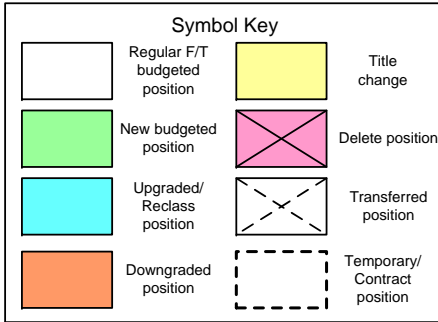 Symbol Key
Regular F/T
budgeted
position
Title
change
New budgeted
position
Delete position
Upgraded/
Reclass
position
Transferred
position
Downgraded
position
Temporary/
Contract
position